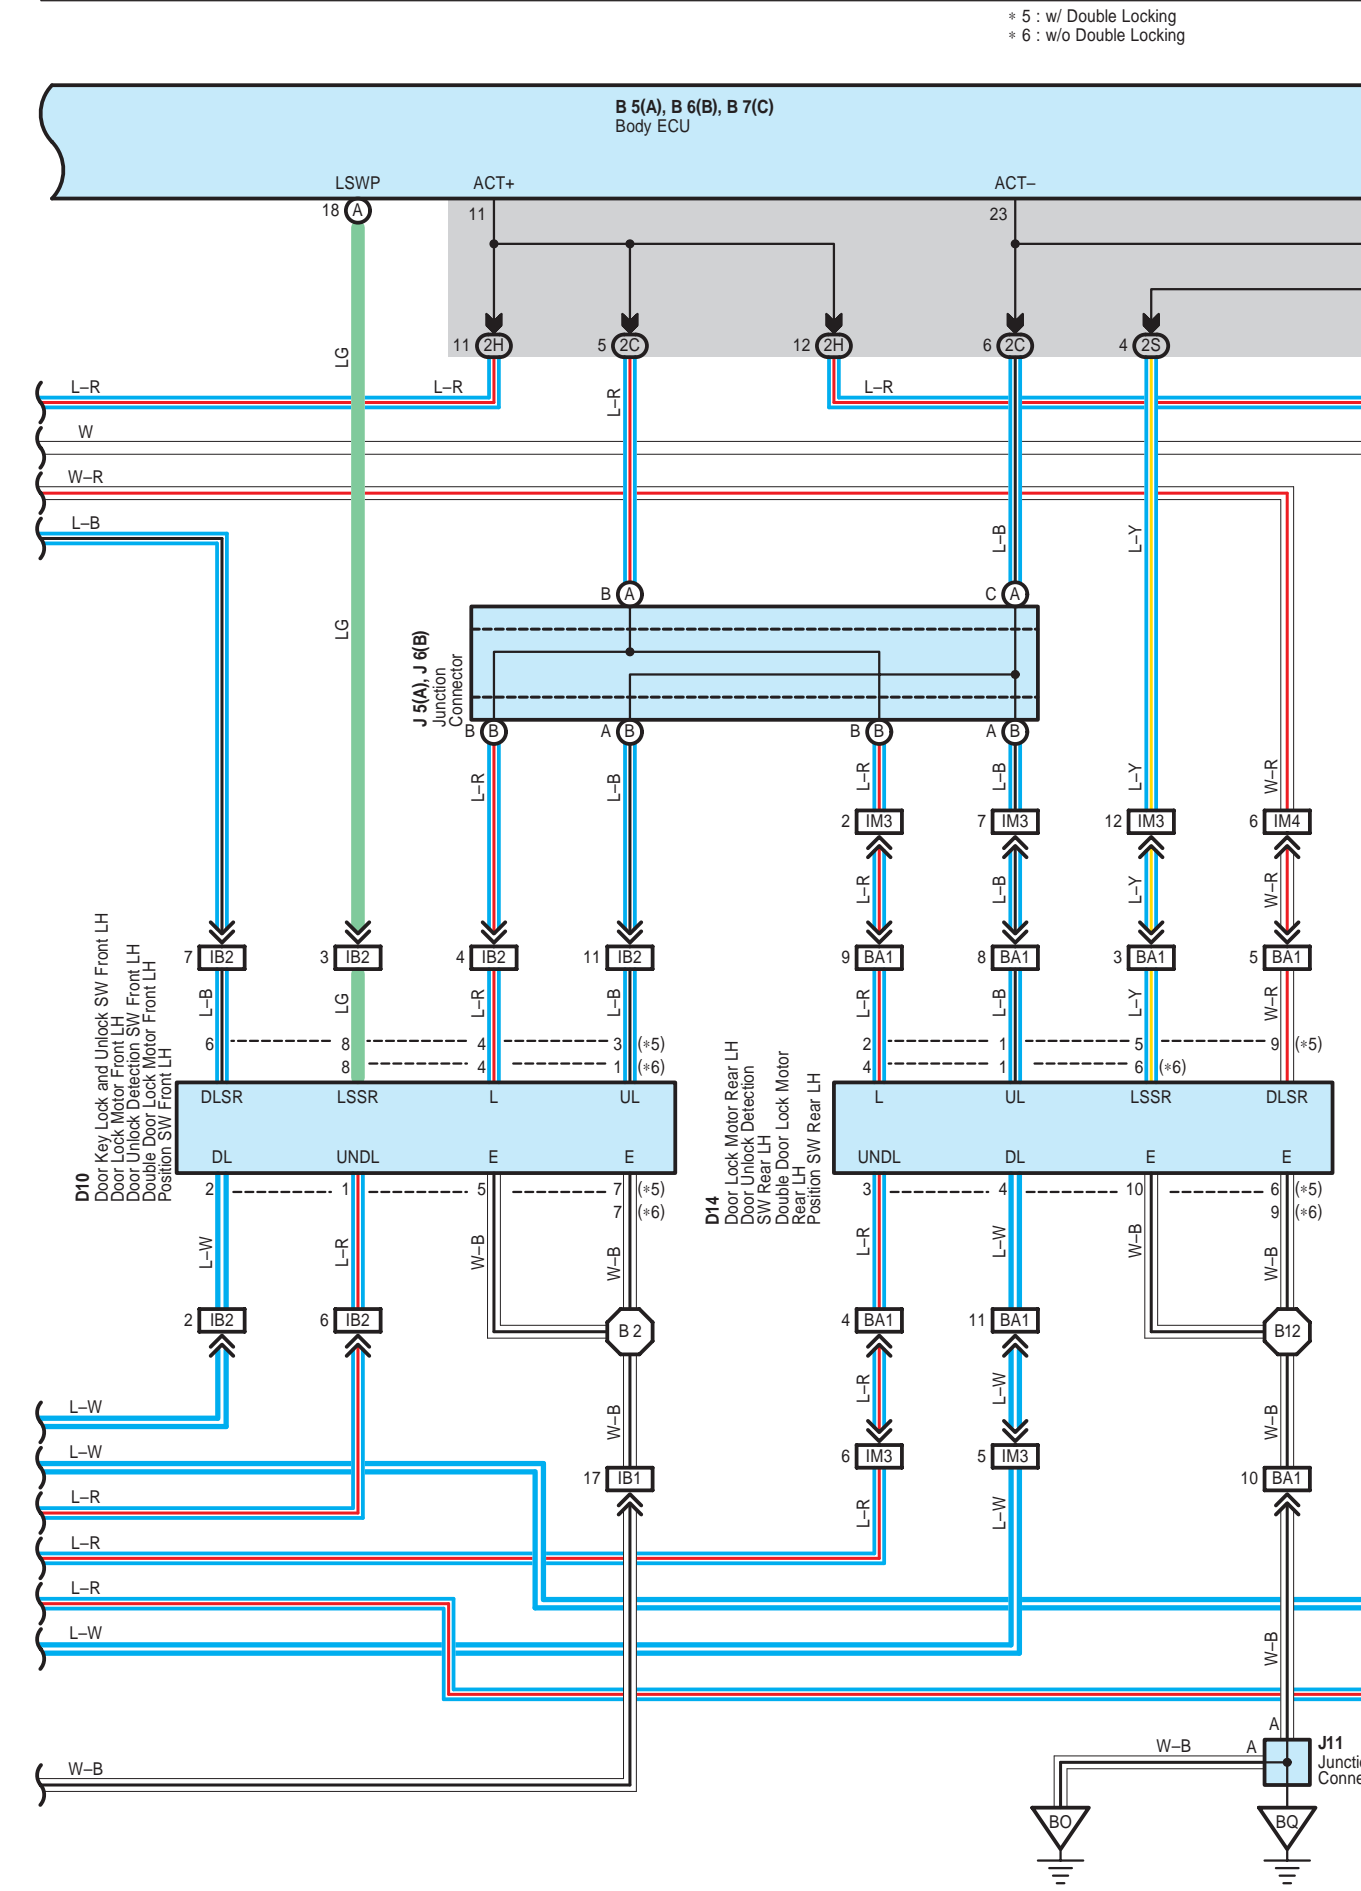 ∗ 5 : w/ Double Locking
∗ 6 : w/o Double Locking
B 5(A), B 6(B), B 7(C)
Body ECU
LSWP ACT+ ACT–
18 A 11 23
11 2H 5 2C 12 2H 6 2C 4 2S
LG
L–R L–R L–R L–R
W
W–R
L–B L–B L–Y
B A C A
LG
J 5(A), J 6(B)
Junction
Connector
B B A B B B A B
L–R L–B L–R L–B L–Y W–R
2 IM3 7 IM3 12 IM3 6 IM4
L–R L–B L–Y W–R
7 IB2 3 IB2 4 IB2 11 IB2 9 BA1 8 BA1 3 BA1 5 BA1
L–B LG L–R L–B L–R L–B L–Y W–R
6 8 4 3 (∗5) 2 1 5 9 (∗5)
8 4 1 (∗6) 4 1 6 (∗6)
DLSR LSSR L UL L UL LSSR DLSR
DL UNDL E E UNDL DL E E
D10
Door Key Lock and Unlock SW Front LH
Door Lock Motor Front LH
Door Unlock Detection SW Front LH
Double Door Lock Motor Front LH
Position SW Front LH
D14
Door Lock Motor Rear LH
Door Unlock Detection
SW Rear LH
Double Door Lock Motor
Rear LH
Position SW Rear LH
2 1 5 7 (∗5) 3 4 10 6 (∗5)
7 (∗6) 9 (∗6)
L–W L–R W–B W–B L–R L–W W–B W–B
2 IB2 6 IB2 B 2 4 BA1 11 BA1 B12
L–W W–B L–R L–W W–B
L–W 17 IB1 6 IM3 5 IM3 10 BA1
L–R L–R L–W
L–R
L–R
L–W W–B
A
W–B W–B A J11
Juncti
Conne
BO BQ